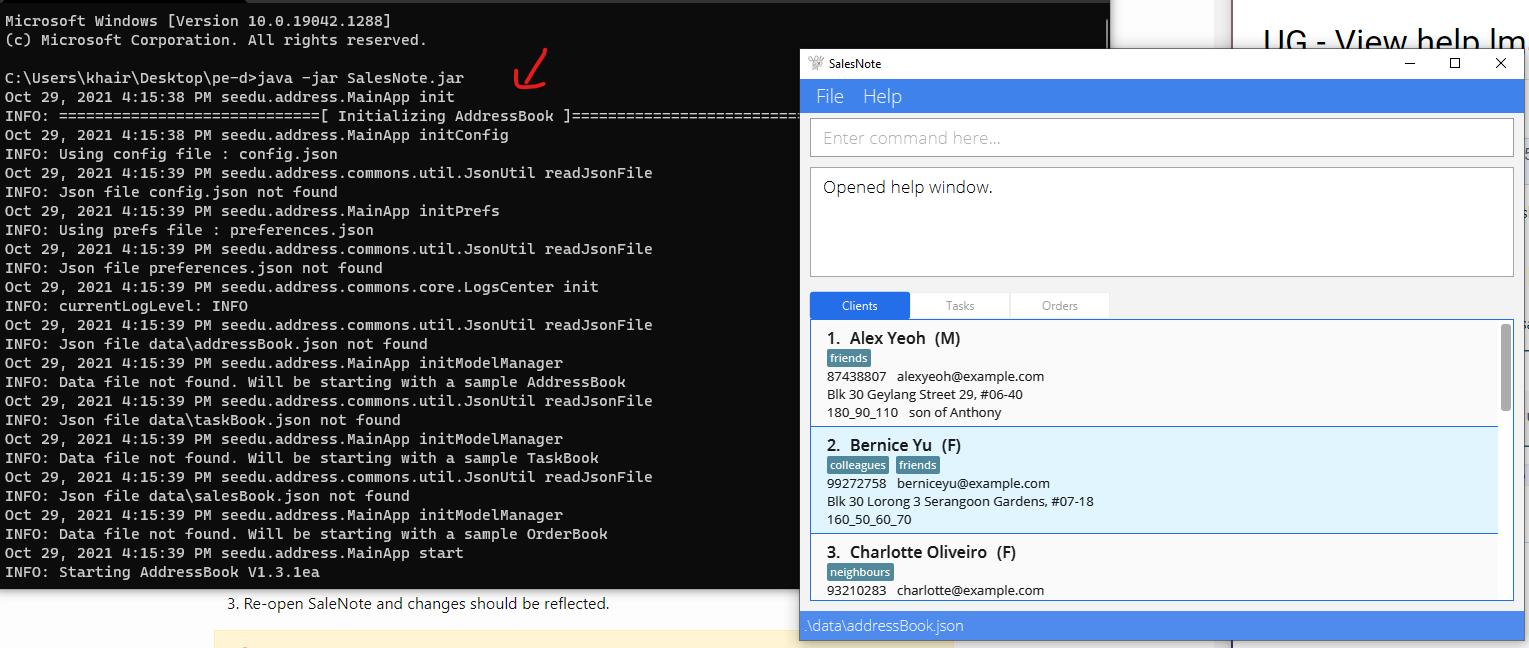 Microsoft Windows [Version 10.0.19042.1288]
(c) Microsoft Corporation. All rights reserved.
C:\Users\khair\Desktop\pe-d>java -jar SalesNote.jar
Oct 29, 2021 4:15:38 PM seedu.address.MainApp init
INFO: =============================[ Initializing AddressBook ]==========================
Oct 29, 2021 4:15:38 PM seedu.address.MainApp initConfig
INFO: Using config file : config.json
Oct 29, 2021 4:15:39 PM seedu.address.commons.util.JsonUtil readJsonFile
INFO: Json file config.json not found
Oct 29, 2021 4:15:39 PM seedu.address.MainApp initPrefs
INFO: Using prefs file : preferences.json
Oct 29, 2021 4:15:39 PM seedu.address.commons.util.JsonUtil readJsonFile
INFO: Json file preferences.json not found
Oct 29, 2021 4:15:39 PM seedu.address.commons.core.LogsCenter init
INFO: currentLogLevel: INFO
Oct 29, 2021 4:15:39 PM seedu.address.commons.util.JsonUtil readJsonFile
INFO: Json file data\addressBook.json not found
Oct 29, 2021 4:15:39 PM seedu.address.MainApp initModelManager
INFO: Data file not found. Will be starting with a sample AddressBook
Oct 29, 2021 4:15:39 PM seedu.address.commons.util.JsonUtil readJsonFile
INFO: Json file data\taskBook.json not found
Oct 29, 2021 4:15:39 PM seedu.address.MainApp initModelManager
INFO: Data file not found. Will be starting with a sample TaskBook
Oct 29, 2021 4:15:39 PM seedu.address.commons.util.JsonUtil readJsonFile
INFO: Json file data\salesBook.json not found
Oct 29, 2021 4:15:39 PM seedu.address.MainApp initModelManager
INFO: Data file not found. Will be starting with a sample OrderBook
Oct 29, 2021 4:15:39 PM seedu.address.MainApp start
INFO: Starting AddressBook V1.3.1ea
3. Re-open SaleNote and changes should be reflected.
UG - View help Im
SalesNote
File Help
Enter command here...
Opened help window.
Clients Tasks Orders
1. Alex Yeoh (M)
friends
87438807 alexyeoh@example.com
Blk 30 Geylang Street 29, #06-40
180_90_110 son of Anthony
2. Bernice Yu (F)
colleagues friends
99272758 berniceyu@example.com
Blk 30 Lorong 3 Serangoon Gardens, #07-18
160_50_60_70
3. Charlotte Oliveiro (F)
neighbours
93210283 charlotte@example.com
.\data\addressBook.json